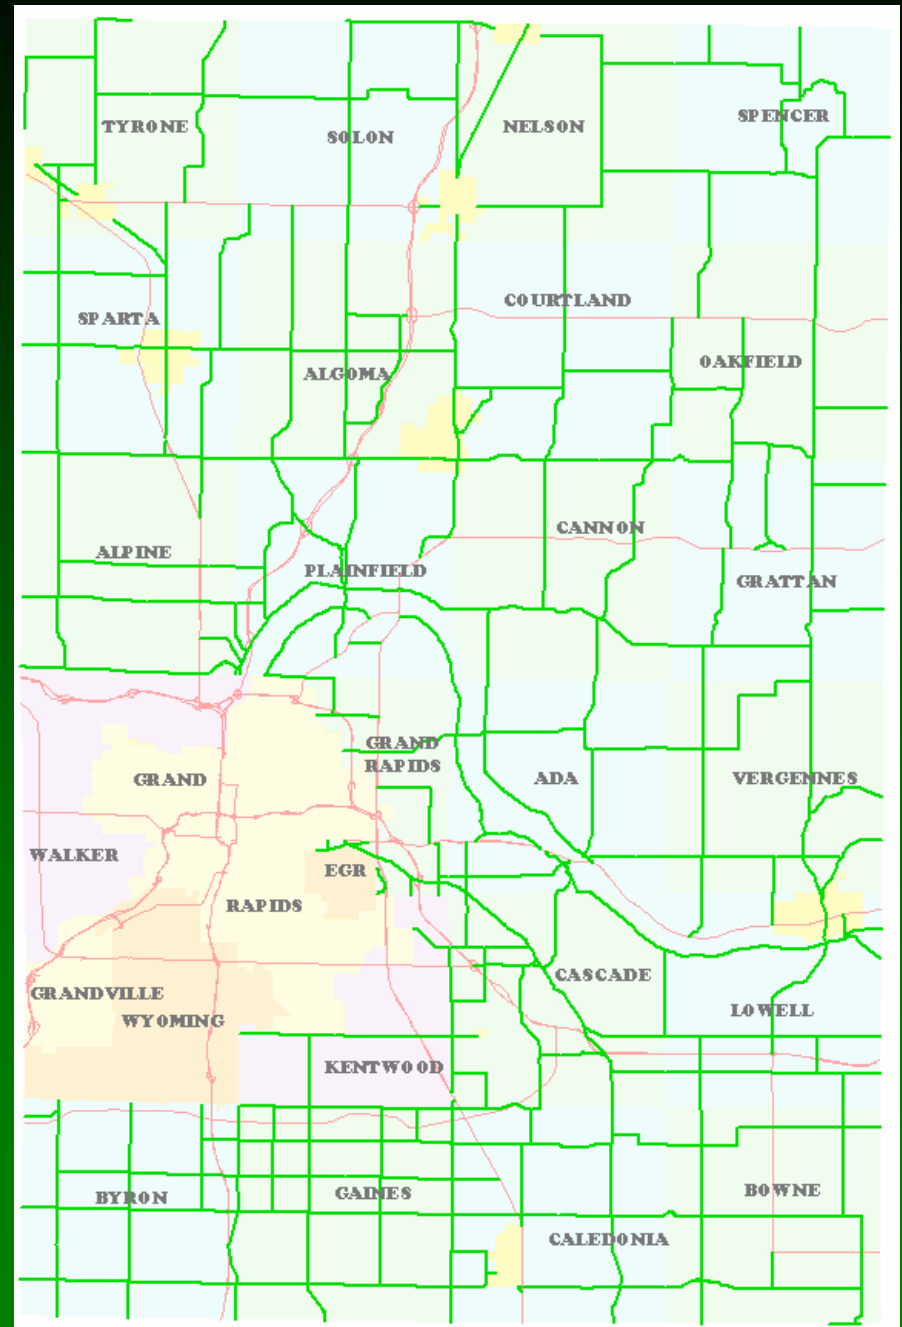 TYRONE
SOLON
NELSON
SPENCER
SPARTA
ALGOMA
COURTLAND
OAKFIELD
ALPINE
PLAINFIELD
CANNON
GRATTAN
GRAND
RAPIDS
ADA
VERGENNES
GRAND
RAPIDS
WALKER
EGR
GRANDVILLE
WYOMING
KENTWOOD
CASCADE
LOWELL
BYRON
GAINES
CALEDONIA
BOWNE